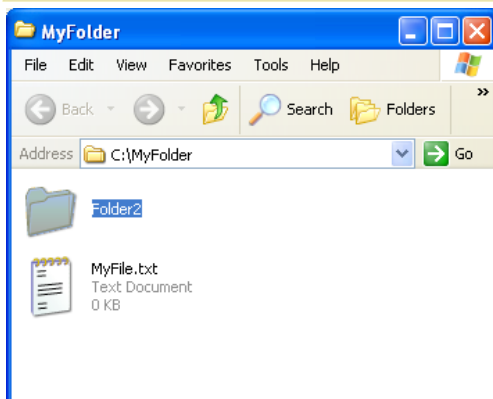 MyFolder
File Edit View Favorites Tools Help
Back Search Folders »
Address C:\MyFolder Go
Folder2
MyFile.txt
Text Document
0 KB